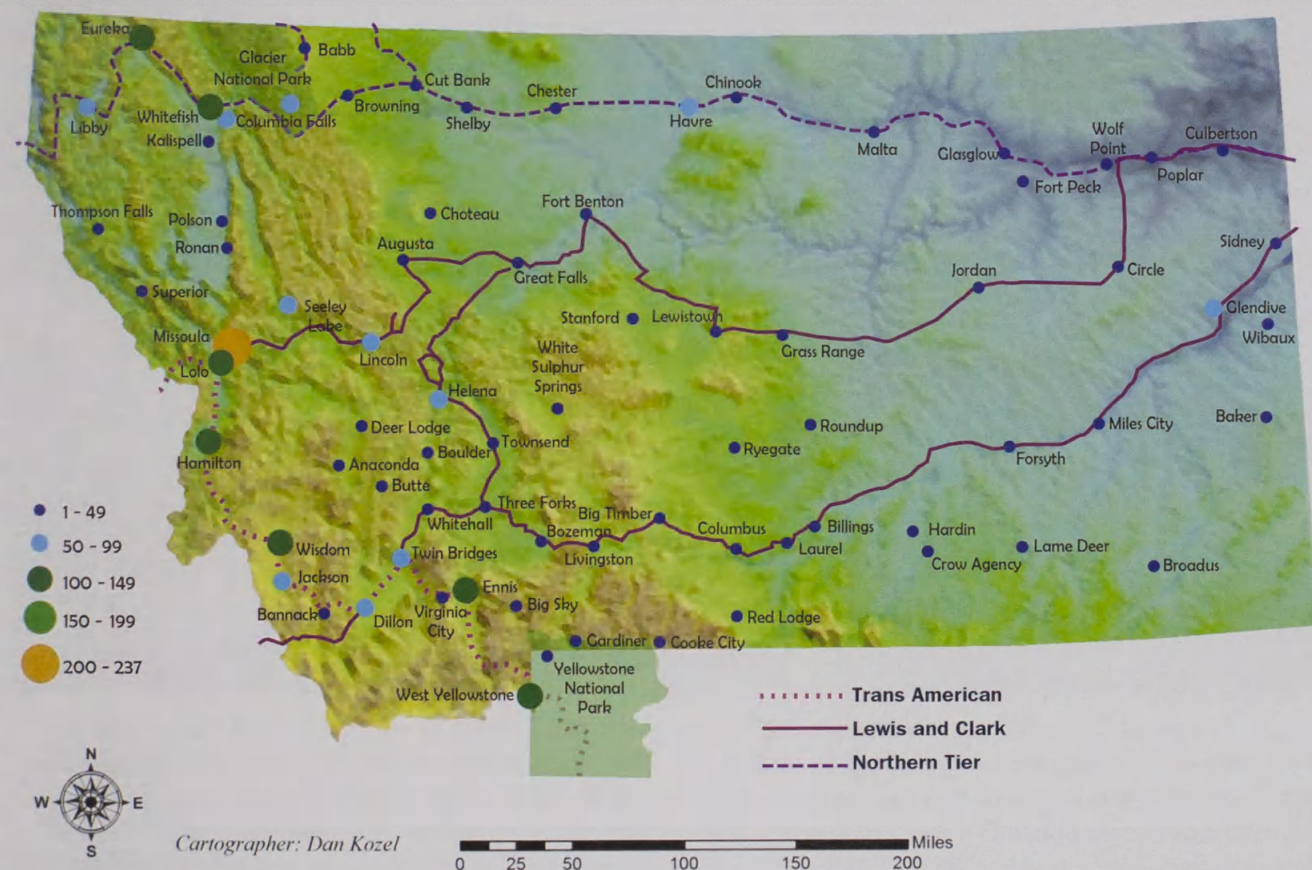 Eureka
Babb
Glacier
National Park
Cut Bank
Browning
Chester
Chinook
Libby
Whitefish
Columbia Falls
Shelby
Havre
Kalispell
Malta
Glasglow
Wolf
Point
Culbertson
Poplar
Fort Peck
Thompson Falls
Polson
Choteau
Fort Benton
Ronan
Augusta
Great Falls
Sidney
Jordan
Circle
Superior
Seeley
Lake
Stanford
Lewistown
Glendive
Wibaux
Missoula
Lincoln
Grass Range
Lolo
White
Sulphur
Springs
Helena
Deer Lodge
Roundup
Miles City
Baker
Hamilton
Boulder
Townsend
Ryegate
Forsyth
Anaconda
Butte
1 - 49
Whitehall
Three Forks
Big Timber
Columbus
Billings
Hardin
50 - 99
Wisdom
Twin Bridges
Bozeman
Livingston
Laurel
Crow Agency
Lame Deer
Broadus
100 - 149
Jackson
Ennis
150 - 199
Bannack
Dillon
Virginia
City
Big Sky
Red Lodge
200 - 237
Gardiner
Cooke City
West Yellowstone
Yellowstone
National
Park
Trans American
Lewis and Clark
Northern Tier
N
W
E
S
Cartographer: Dan Kozel
Miles
0 25 50 100 150 200